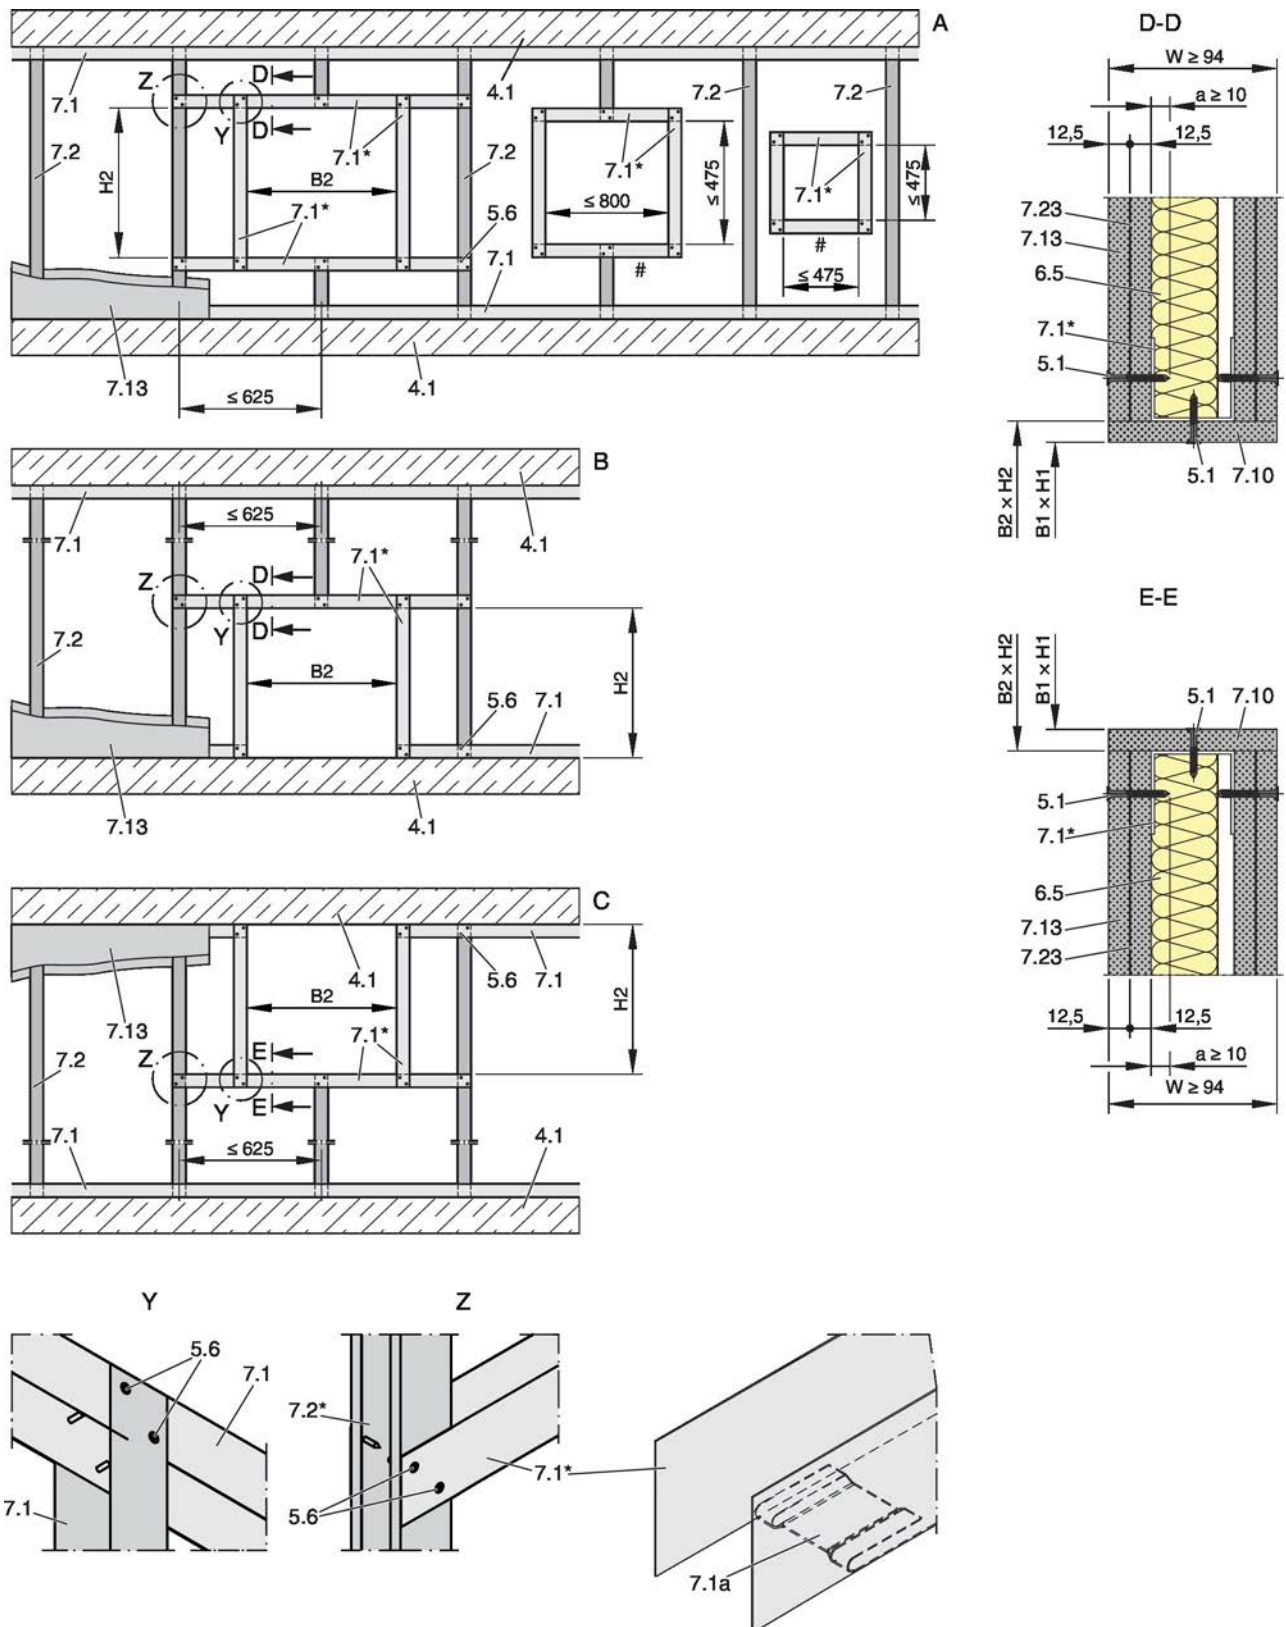 A
4.1
7.1
Z
D
7.2
7.2
7.2
Y
D
7.1*
7.2
H2
B2
7.1*
≤ 800
≤ 475
7.1*
≤ 475
7.1*
5.6
7.1
#
#
≤ 475
7.13
4.1
≤ 625
B
≤ 625
7.1
4.1
Z
D
7.1*
Y
D
7.2
B2
H2
5.6
7.1
7.13
4.1
C
4.1
5.6
7.1
B2
H2
7.13
7.2
Z
E
7.1*
Y
E
7.1
≤ 625
4.1
D-D
W ≥ 94
a ≥ 10
12,5
12,5
7.23
7.13
6.5
7.1*
5.1
B2 × H2
B1 × H1
5.1
7.10
E-E
B2 × H2
B1 × H1
5.1
7.10
5.1
7.1*
6.5
7.13
7.23
12,5
12,5
a ≥ 10
W ≥ 94
Y
5.6
7.1
7.1
Z
7.2*
7.1*
5.6
7.1a